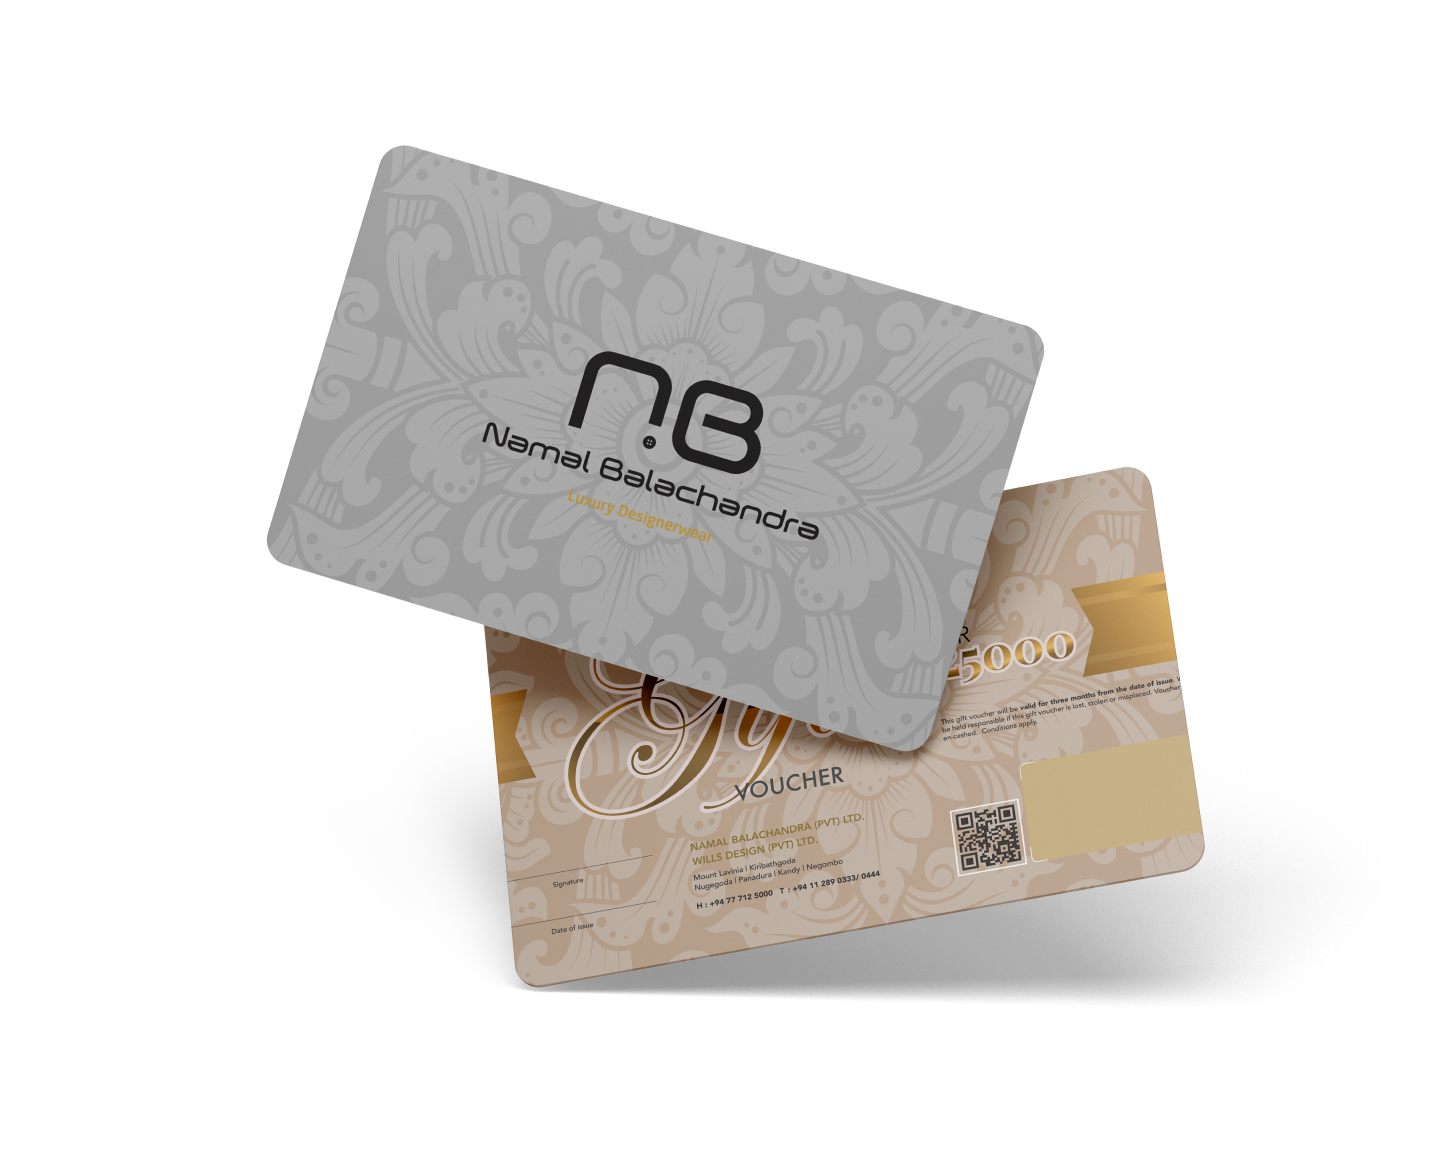 NB
Namal Balachandra
Luxury Designerwear
5000
This gift voucher will be valid for three months from the date of issue.
be held responsible if this gift voucher is lost, stolen or misplaced. Voucher
en-cashed. Conditions apply.
VOUCHER
NAMAL BALACHANDRA (PVT) LTD.
WILLS DESIGN (PVT) LTD.
Mount Lavinia | Kiribathgoda
Nugegoda | Panadura | Kandy | Negombo
H : +94 77 712 5000 T : +94 11 289 0333/ 0444
Signature
Date of issue